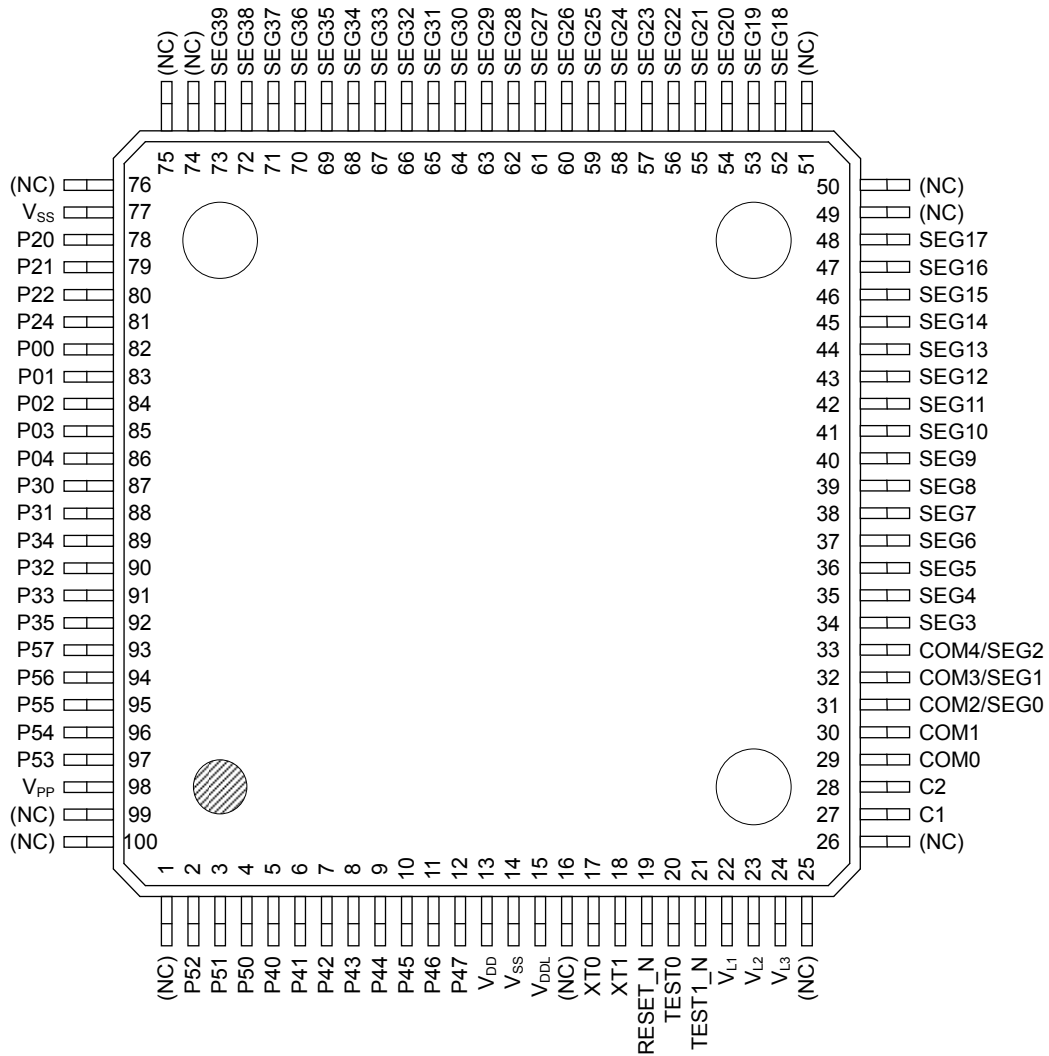 (NC)
(NC)
SEG39
SEG38
SEG37
SEG36
SEG35
SEG34
SEG33
SEG32
SEG31
SEG30
SEG29
SEG28
SEG27
SEG26
SEG25
SEG24
SEG23
SEG22
SEG21
SEG20
SEG19
SEG18
(NC)
75
74
73
72
71
70
69
68
67
66
65
64
63
62
61
60
59
58
57
56
55
54
53
52
51
(NC) 76
VSS 77
P20 78
P21 79
P22 80
P24 81
P00 82
P01 83
P02 84
P03 85
P04 86
P30 87
P31 88
P34 89
P32 90
P33 91
P35 92
P57 93
P56 94
P55 95
P54 96
P53 97
VPP 98
(NC) 99
(NC) 100
50 (NC)
49 (NC)
48 SEG17
47 SEG16
46 SEG15
45 SEG14
44 SEG13
43 SEG12
42 SEG11
41 SEG10
40 SEG9
39 SEG8
38 SEG7
37 SEG6
36 SEG5
35 SEG4
34 SEG3
33 COM4/SEG2
32 COM3/SEG1
31 COM2/SEG0
30 COM1
29 COM0
28 C2
27 C1
26 (NC)
1
2
3
4
5
6
7
8
9
10
11
12
13
14
15
16
17
18
19
20
21
22
23
24
25
(NC)
P52
P51
P50
P40
P41
P42
P43
P44
P45
P46
P47
VDD
VSS
VDDL
(NC)
XT0
XT1
RESET_N
TEST0
TEST1_N
VL1
VL2
VL3
(NC)